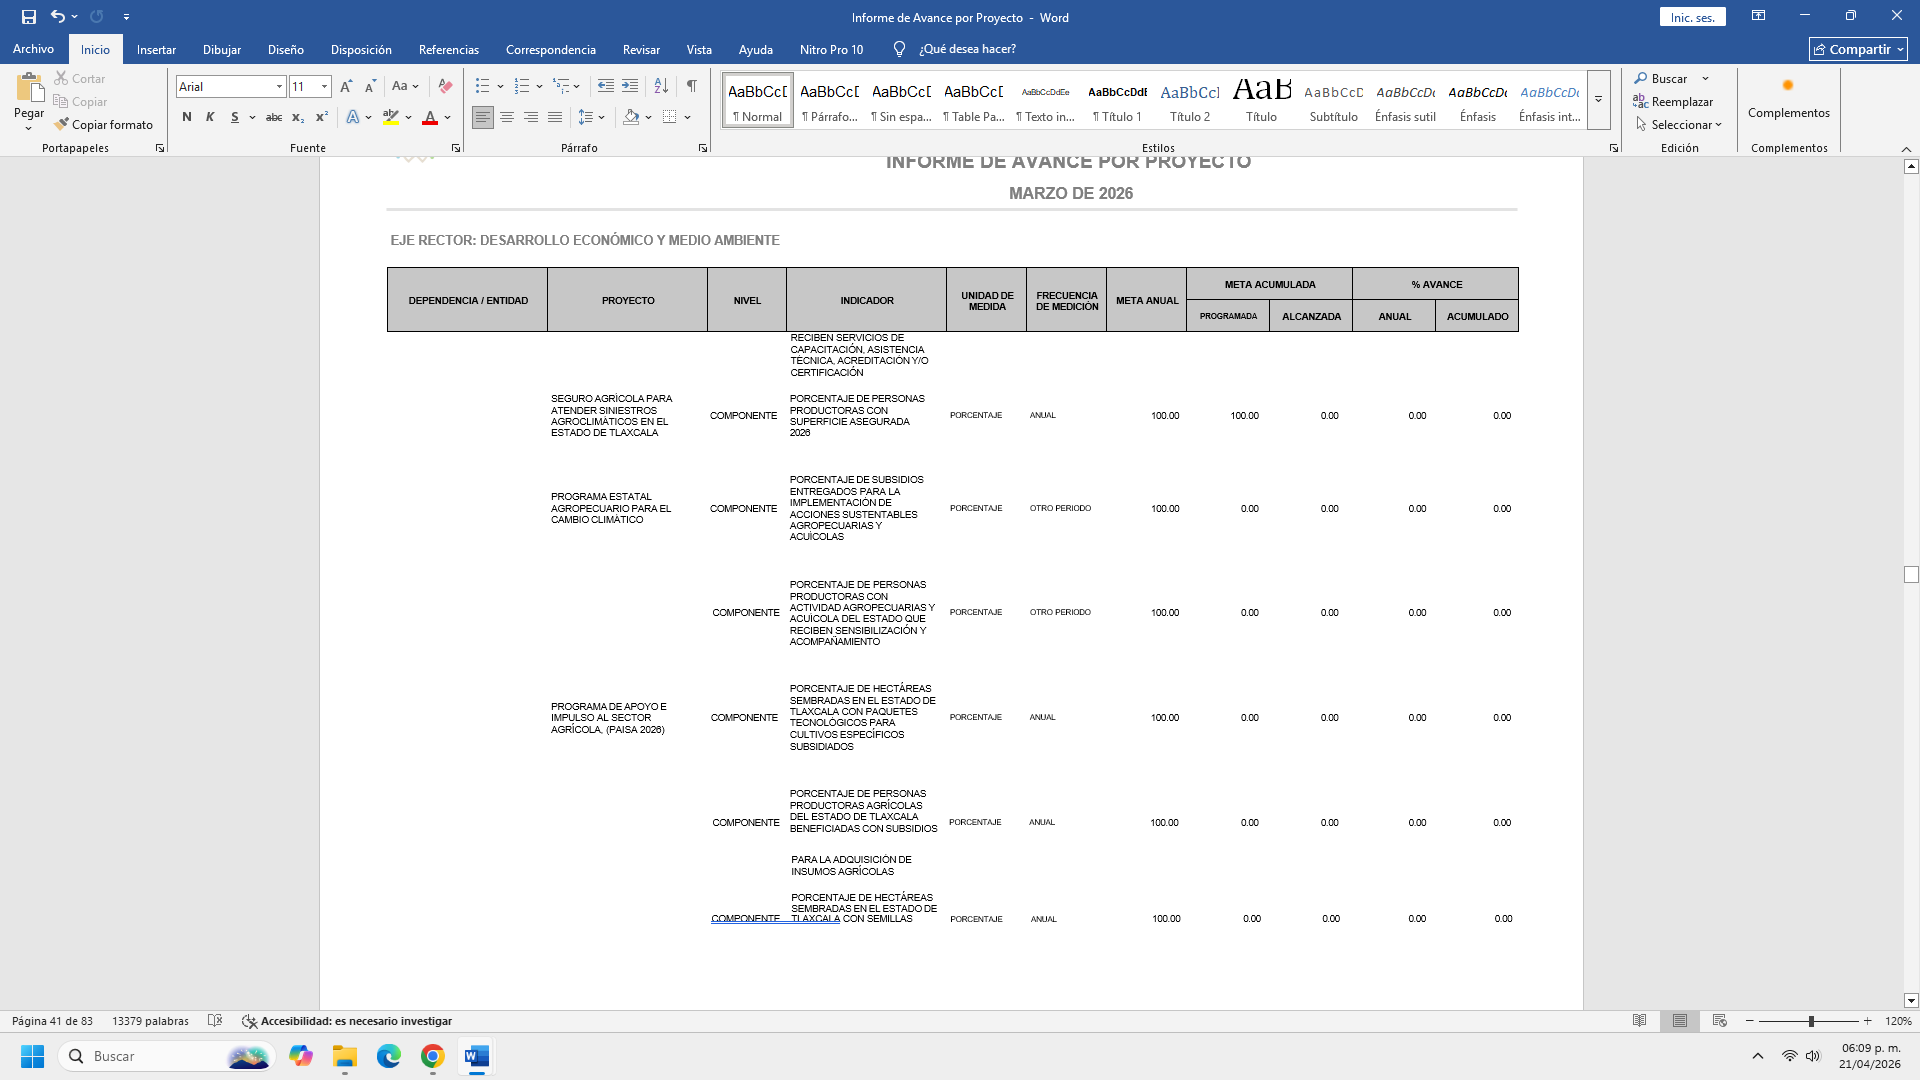 Informe de Avance por Proyecto - Word
Inic. ses.
Archivo Inicio Insertar Dibujar Diseño Disposición Referencias Correspondencia Revisar Vista Ayuda Nitro Pro 10 ¿Qué desea hacer? Compartir
Pegar
Cortar
Copiar
Copiar formato
Portapapeles
Arial 11
N K S abc x₂ x²
Fuente
Párrafo
AaBbCcDdEe
¶ Normal ¶ Párrafo... ¶ Sin espa... ¶ Table Pa... ¶ Texto in... ¶ Título 1 Título 2 Título Subtítulo Énfasis sutil Énfasis Énfasis int...
Estilos
Buscar
Reemplazar
Seleccionar
Edición
Complementos
Complementos
INFORME DE AVANCE POR PROYECTO
MARZO DE 2026
EJE RECTOR: DESARROLLO ECONÓMICO Y MEDIO AMBIENTE
DEPENDENCIA / ENTIDAD PROYECTO NIVEL INDICADOR UNIDAD DE MEDIDA FRECUENCIA DE MEDICIÓN META ANUAL META ACUMULADA % AVANCE
PROGRAMADA ALCANZADA ANUAL ACUMULADO
RECIBEN SERVICIOS DE
CAPACITACIÓN, ASISTENCIA
TÉCNICA, ACREDITACIÓN Y/O
CERTIFICACIÓN
SEGURO AGRÍCOLA PARA
ATENDER SINIESTROS
AGROCLIMÁTICOS EN EL
ESTADO DE TLAXCALA
COMPONENTE
PORCENTAJE DE PERSONAS
PRODUCTORAS CON
SUPERFICIE ASEGURADA
2026
PORCENTAJE ANUAL 100.00 100.00 0.00 0.00 0.00
PROGRAMA ESTATAL
AGROPECUARIO PARA EL
CAMBIO CLIMÁTICO
COMPONENTE
PORCENTAJE DE SUBSIDIOS
ENTREGADOS PARA LA
IMPLEMENTACIÓN DE
ACCIONES SUSTENTABLES
AGROPECUARIAS Y
ACUÍCOLAS
PORCENTAJE OTRO PERIODO 100.00 0.00 0.00 0.00 0.00
COMPONENTE
PORCENTAJE DE PERSONAS
PRODUCTORAS CON
ACTIVIDAD AGROPECUARIAS Y
ACUÍCOLA DEL ESTADO QUE
RECIBEN SENSIBILIZACIÓN Y
ACOMPAÑAMIENTO
PORCENTAJE OTRO PERIODO 100.00 0.00 0.00 0.00 0.00
PROGRAMA DE APOYO E
IMPULSO AL SECTOR
AGRÍCOLA, (PAISA 2026)
COMPONENTE
PORCENTAJE DE HECTÁREAS
SEMBRADAS EN EL ESTADO DE
TLAXCALA CON PAQUETES
TECNOLÓGICOS PARA
CULTIVOS ESPECÍFICOS
SUBSIDIADOS
PORCENTAJE ANUAL 100.00 0.00 0.00 0.00 0.00
COMPONENTE
PORCENTAJE DE PERSONAS
PRODUCTORAS AGRÍCOLAS
DEL ESTADO DE TLAXCALA
BENEFICIADAS CON SUBSIDIOS
PORCENTAJE ANUAL 100.00 0.00 0.00 0.00 0.00
PARA LA ADQUISICIÓN DE
INSUMOS AGRÍCOLAS
PORCENTAJE DE HECTÁREAS
SEMBRADAS EN EL ESTADO DE
COMPONENTE TLAXCALA CON SEMILLAS PORCENTAJE ANUAL 100.00 0.00 0.00 0.00 0.00
Página 41 de 83 13379 palabras Accesibilidad: es necesario investigar 120%
Buscar
06:09 p. m.
21/04/2026